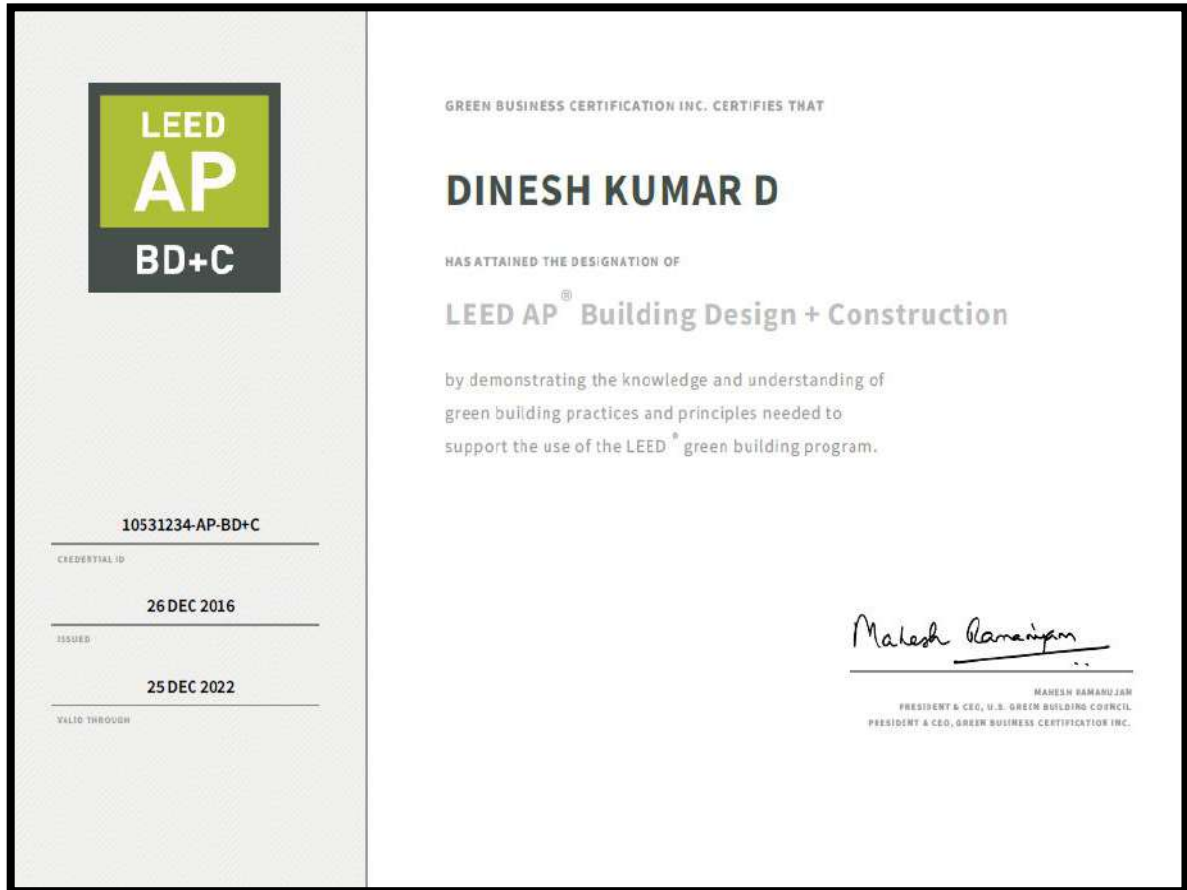 LEED
AP
BD+C
10531234-AP-BD+C
CREDENTIAL ID
26 DEC 2016
ISSUED
25 DEC 2022
VALID THROUGH
GREEN BUSINESS CERTIFICATION INC. CERTIFIES THAT
DINESH KUMAR D
HAS ATTAINED THE DESIGNATION OF
LEED AP® Building Design + Construction
by demonstrating the knowledge and understanding of
green building practices and principles needed to
support the use of the LEED ® green building program.
Mahesh Ramanujam
MAHESH RAMANUJAM
PRESIDENT & CEO, U.S. GREEN BUILDING COUNCIL
PRESIDENT & CEO, GREEN BUSINESS CERTIFICATION INC.